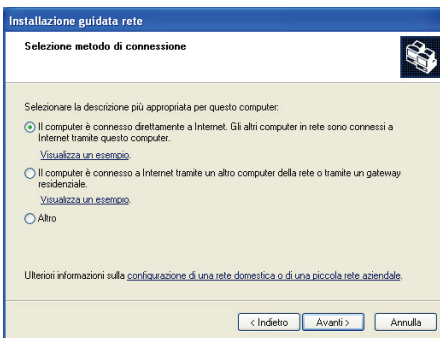 Installazione guidata rete
Selezione metodo di connessione
Selezionare la descrizione più appropriata per questo computer:
Il computer è connesso direttamente a Internet. Gli altri computer in rete sono connessi a
Internet tramite questo computer.
Visualizza un esempio.
Il computer è connesso a Internet tramite un altro computer della rete o tramite un gateway
residenziale.
Visualizza un esempio.
Altro
Ulteriori informazioni sulla configurazione di una rete domestica o di una piccola rete aziendale.
< Indietro Avanti > Annulla